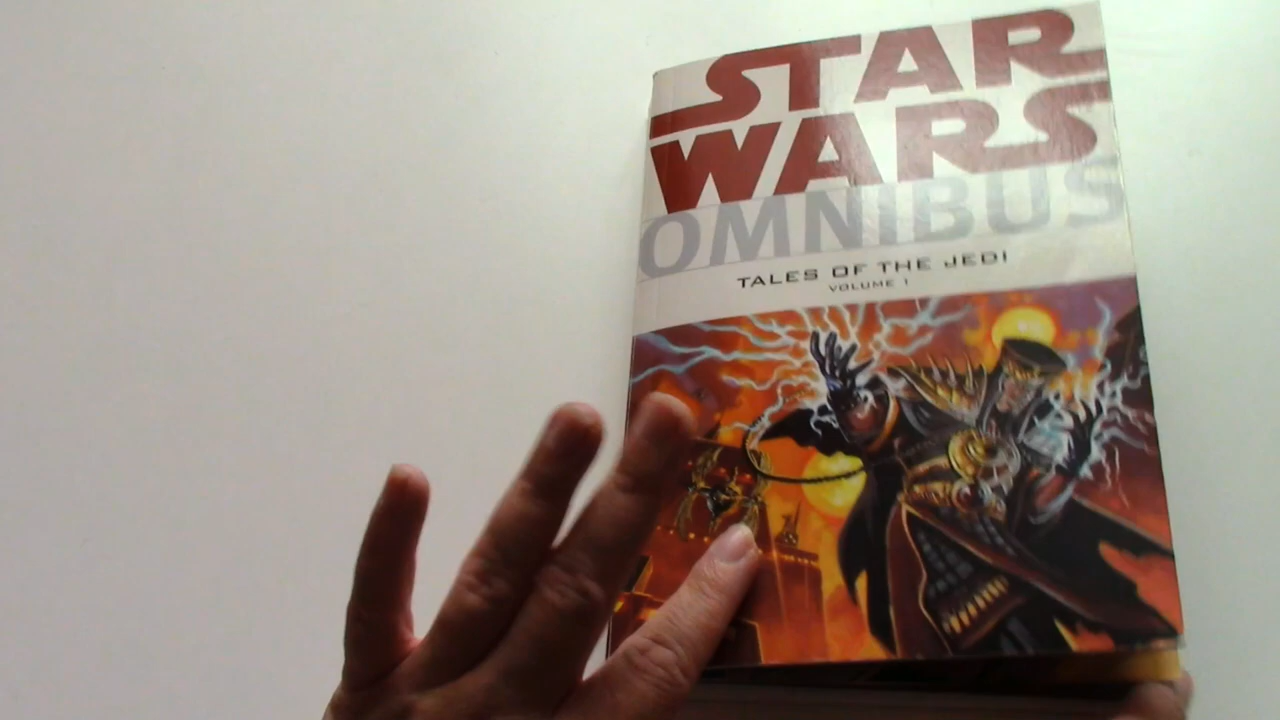 STAR
WARS
OMNIBUS
TALES OF THE JEDI
VOLUME 1